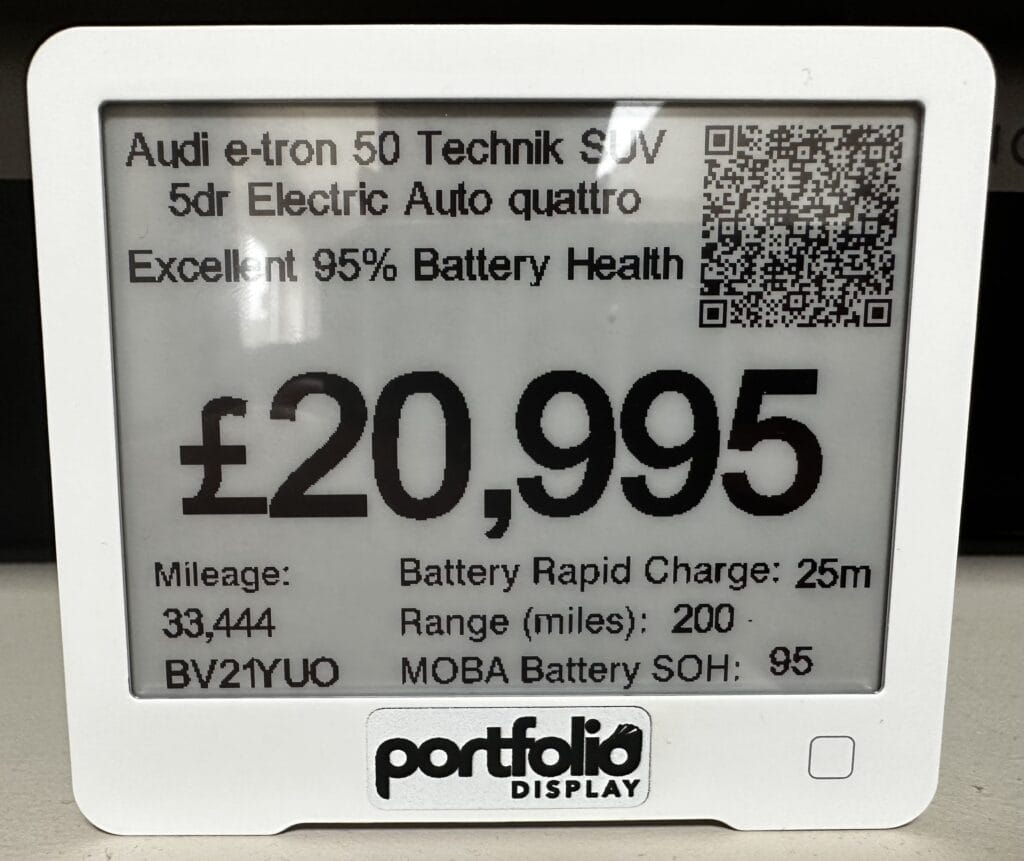 Audi e-tron 50 Technik SUV
5dr Electric Auto quattro
Excellent 95% Battery Health
£20,995
Mileage:
33,444
BV21YUO
Battery Rapid Charge: 25m
Range (miles): 200
MOBA Battery SOH: 95
portfolio
DISPLAY